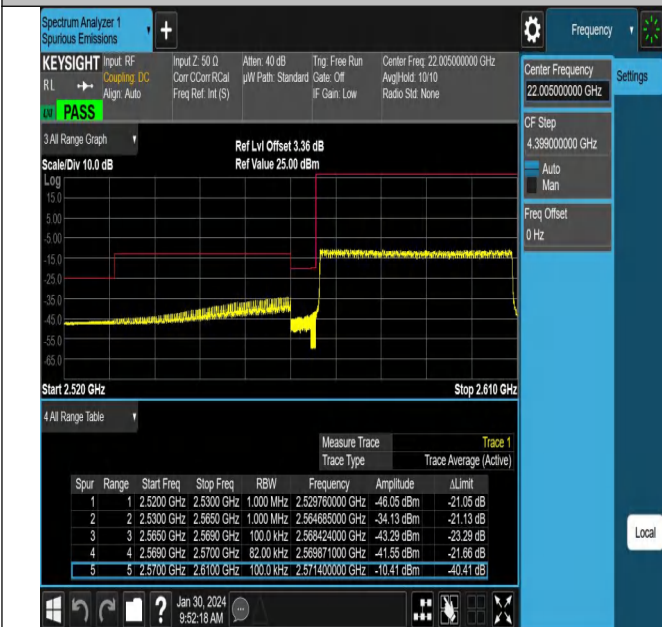 Spectrum Analyzer 1
Spurious Emissions
+
Frequency
KEYSIGHT
RL
Input: RF
Coupling: DC
Align: Auto
Input Z: 50 Ω
Corr CCorr RCal
Freq Ref: Int (S)
Atten: 40 dB
µW Path: Standard
Trig: Free Run
Gate: Off
IF Gain: Low
Center Freq: 22.005000000 GHz
Avg|Hold: 10/10
Radio Std: None
PASS
Center Frequency
22.005000000 GHz
Settings
CF Step
4.399000000 GHz
Auto
Man
Freq Offset
0 Hz
3 All Range Graph
Scale/Div 10.0 dB
Ref Lvl Offset 3.36 dB
Ref Value 25.00 dBm
Log
15.0
5.00
-5.00
-15.0
-25.0
-35.0
-45.0
-55.0
-65.0
Start 2.520 GHz
Stop 2.610 GHz
4 All Range Table
Measure Trace Trace 1
Trace Type Trace Average (Active)
Spur Range Start Freq Stop Freq RBW Frequency Amplitude ΔLimit
1 1 2.5200 GHz 2.5300 GHz 1.000 MHz 2.529760000 GHz -46.05 dBm -21.05 dB
2 2 2.5300 GHz 2.5650 GHz 1.000 MHz 2.564685000 GHz -34.13 dBm -21.13 dB
3 3 2.5650 GHz 2.5690 GHz 100.0 kHz 2.568424000 GHz -43.29 dBm -23.29 dB
4 4 2.5690 GHz 2.5700 GHz 82.00 kHz 2.569871000 GHz -41.55 dBm -21.66 dB
5 5 2.5700 GHz 2.6100 GHz 100.0 kHz 2.571400000 GHz -10.41 dBm -40.41 dB
Local
?
Jan 30, 2024
9:52:18 AM